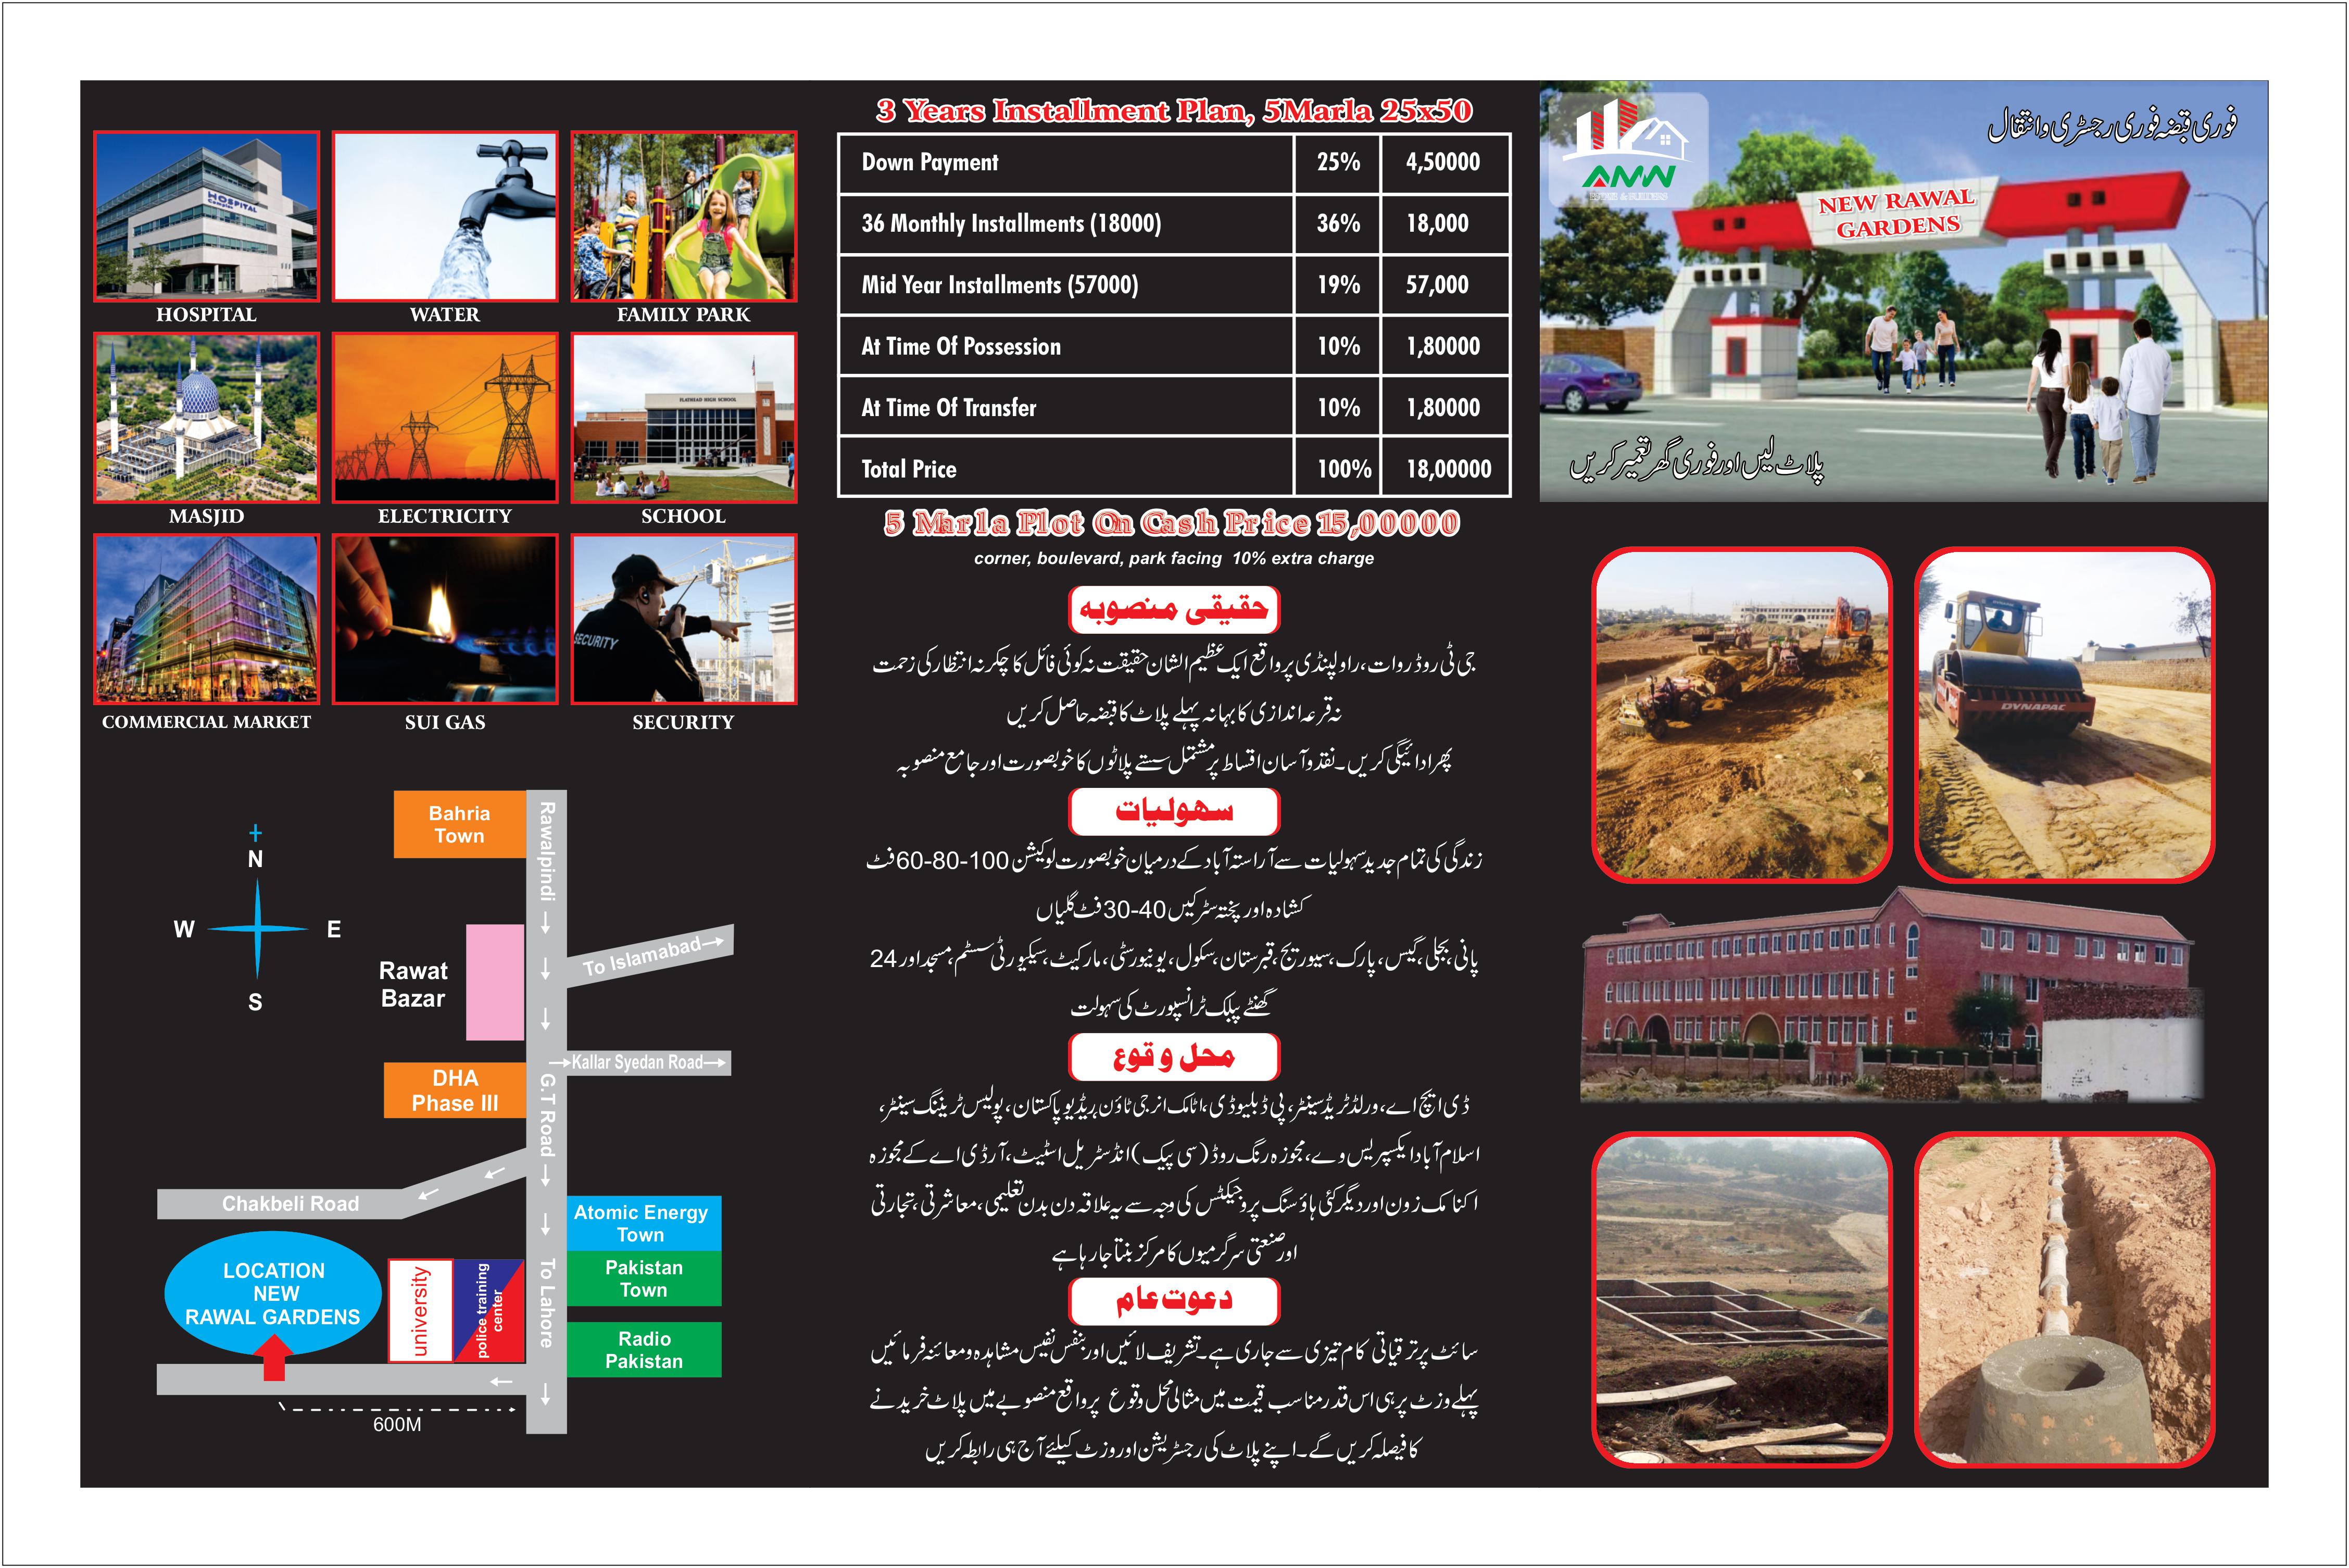 HOSPITAL
Complex
HOSPITAL
WATER
FAMILY PARK
MASJID
ELECTRICITY
FLATHEAD HIGH SCHOOL
SCHOOL
COMMERCIAL MARKET
SUI GAS
SECURITY
SECURITY
N
W
E
S
Bahria
Town
Rawalpindi
To Islamabad
Rawat
Bazar
Kallar Syedan Road
DHA
Phase III
G.T Road
Chakbeli Road
Atomic Energy
Town
Pakistan
Town
Radio
Pakistan
To Lahore
LOCATION
NEW
RAWAL GARDENS
university
police training
center
600M
3 Years Installment Plan, 5Marla 25x50
Down Payment 25% 4,50000
36 Monthly Installments (18000) 36% 18,000
Mid Year Installments (57000) 19% 57,000
At Time Of Possession 10% 1,80000
At Time Of Transfer 10% 1,80000
Total Price 100% 18,00000
5 Marla Plot On Cash Price 15,00000
corner, boulevard, park facing 10% extra charge
حقیقی منصوبہ
جی ٹی روڈ روات، راولپنڈی پر واقع ایک عظیم الشان حقیقت نہ کوئی فائل کا چکر نہ انتظار کی زحمت
نہ قرعہ اندازی کا بہانہ پہلے پلاٹ کا قبضہ حاصل کریں
پھر ادائیگی کریں۔ نقد و آسان اقساط پر مشتمل سستے پلاٹوں کا خوبصورت اور جامع منصوبہ
سہولیات
زندگی کی تمام جدید سہولیات سے آراستہ آباد کے درمیان خوبصورت لوکیشن 100-80-60 فٹ
کشادہ اور پختہ سڑکیں 40-30 فٹ گلیاں
پانی، بجلی، گیس، پارک، سیوریج، قبرستان، سکول، یونیورسٹی، مارکیٹ، سیکیورٹی سسٹم، مسجد اور 24
گھنٹے پبلک ٹرانسپورٹ کی سہولت
محل وقوع
ڈی ایچ اے، ورلڈ ٹریڈ سینٹر، پی ڈبلیو ڈی، اٹامک انرجی ٹاؤن، ریڈیو پاکستان، پولیس ٹریننگ سینٹر،
اسلام آباد ایکسپریس وے، مجوزہ رنگ روڈ (سی پیک) انڈسٹریل اسٹیٹ، آر ڈی اے کے مجوزہ
اکنامک زون اور دیگر کئی ہاؤسنگ پروجیکٹس کی وجہ سے یہ علاقہ دن بدن تعلیمی، معاشرتی، تجارتی
اور صنعتی سرگرمیوں کا مرکز بنتا جا رہا ہے
دعوت عام
سائٹ پر ترقیاتی کام تیزی سے جاری ہے۔ تشریف لائیں اور بنفس نفیس مشاہدہ و معائنہ فرمائیں
پہلے وزٹ پر ہی اس قدر مناسب قیمت میں مثالی محل وقوع پر واقع منصوبے میں پلاٹ خریدنے
کا فیصلہ کریں گے۔ اپنے پلاٹ کی رجسٹریشن اور وزٹ کیلئے آج ہی رابطہ کریں
AMW
فوری قبضہ فوری رجسٹری و انتقال
NEW RAWAL
GARDENS
پلاٹ لیں اور فوری گھر تعمیر کریں
DYNAPAC